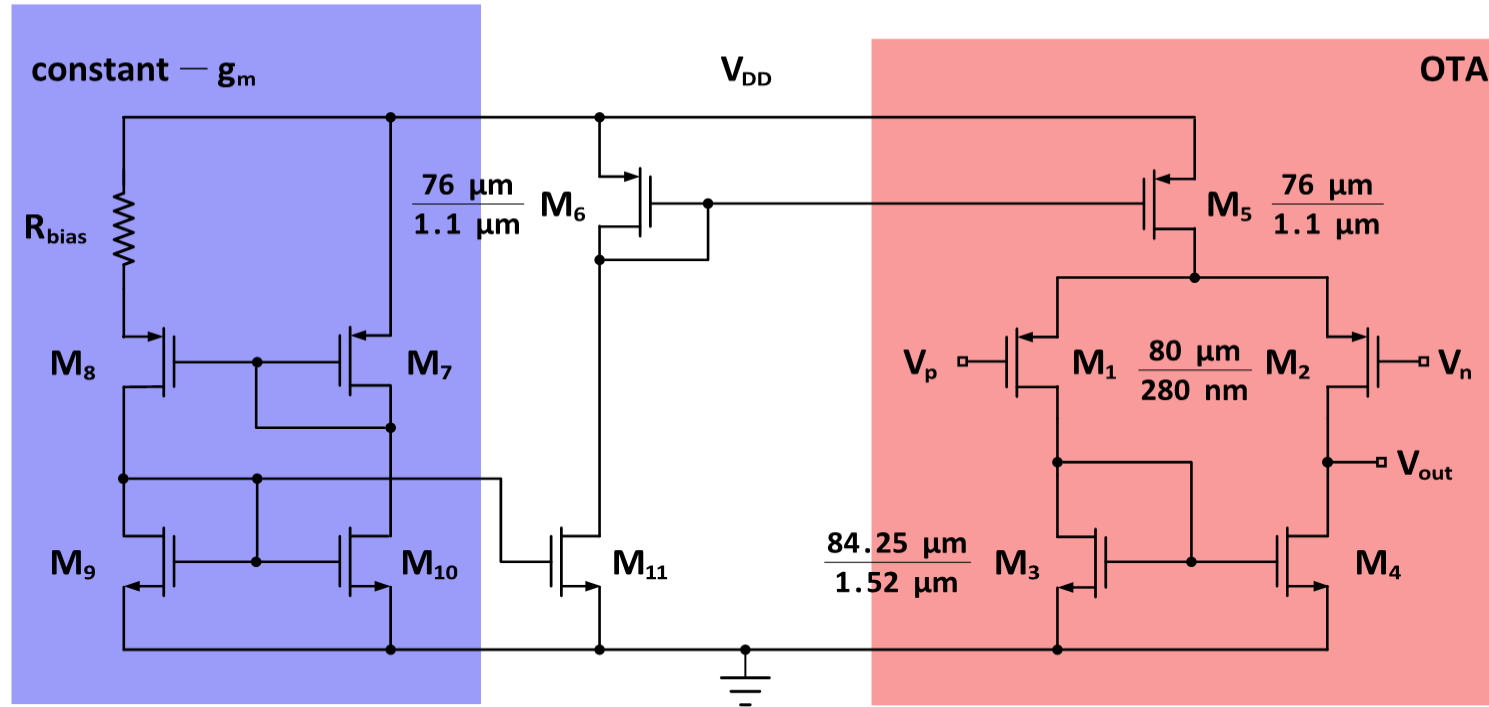 constant — gm
VDD
OTA
76 μm
1.1 μm
M6
M5
76 μm
1.1 μm
Rbias
M8
M7
Vp
M1
80 μm
280 nm
M2
Vn
Vout
M9
M10
M11
84.25 μm
1.52 μm
M3
M4